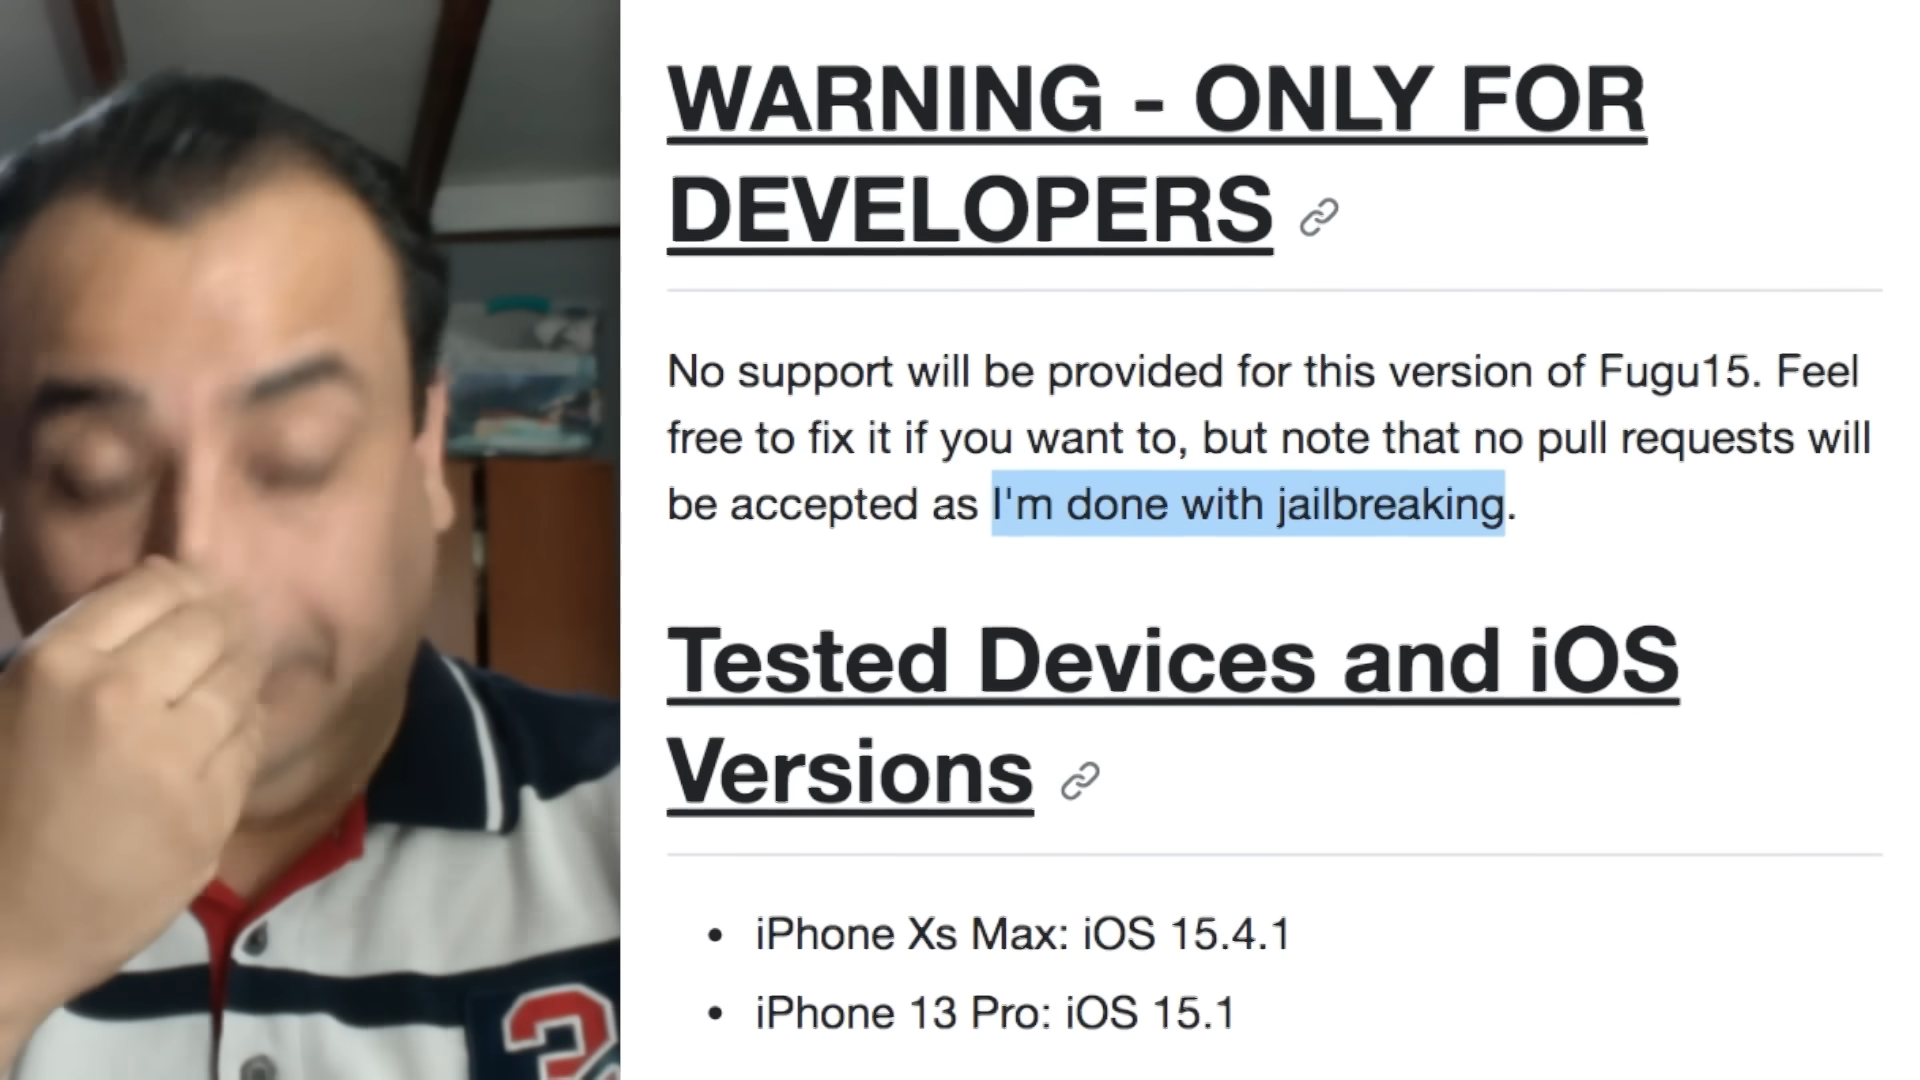 WARNING - ONLY FOR
DEVELOPERS
No support will be provided for this version of Fugu15. Feel
free to fix it if you want to, but note that no pull requests will
be accepted as I'm done with jailbreaking.
Tested Devices and iOS
Versions
iPhone Xs Max: iOS 15.4.1
iPhone 13 Pro: iOS 15.1
3